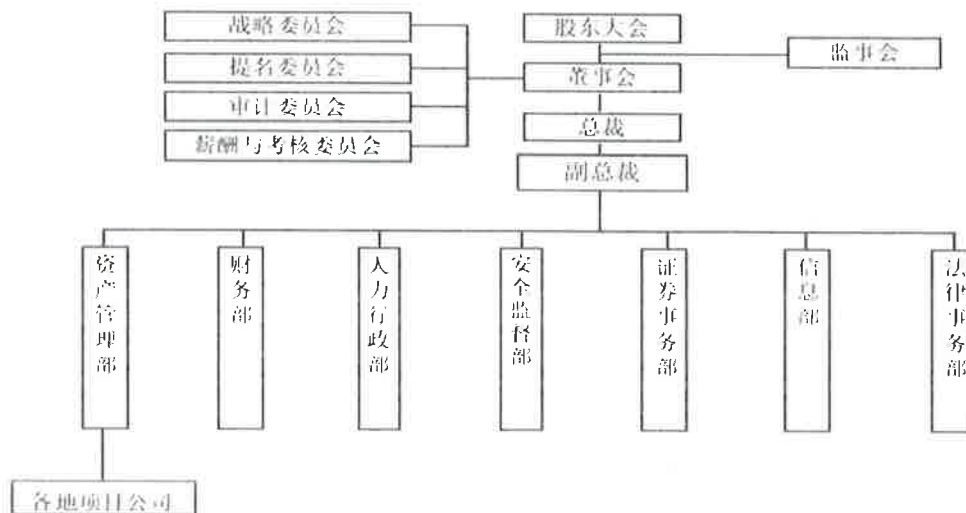 战略委员会
股东大会
监事会
提名委员会
董事会
审计委员会
总裁
薪酬与考核委员会
副总裁
资产管理部
财务部
人力行政部
安全监督部
证券事务部
信息部
法律事务部
各地项目公司